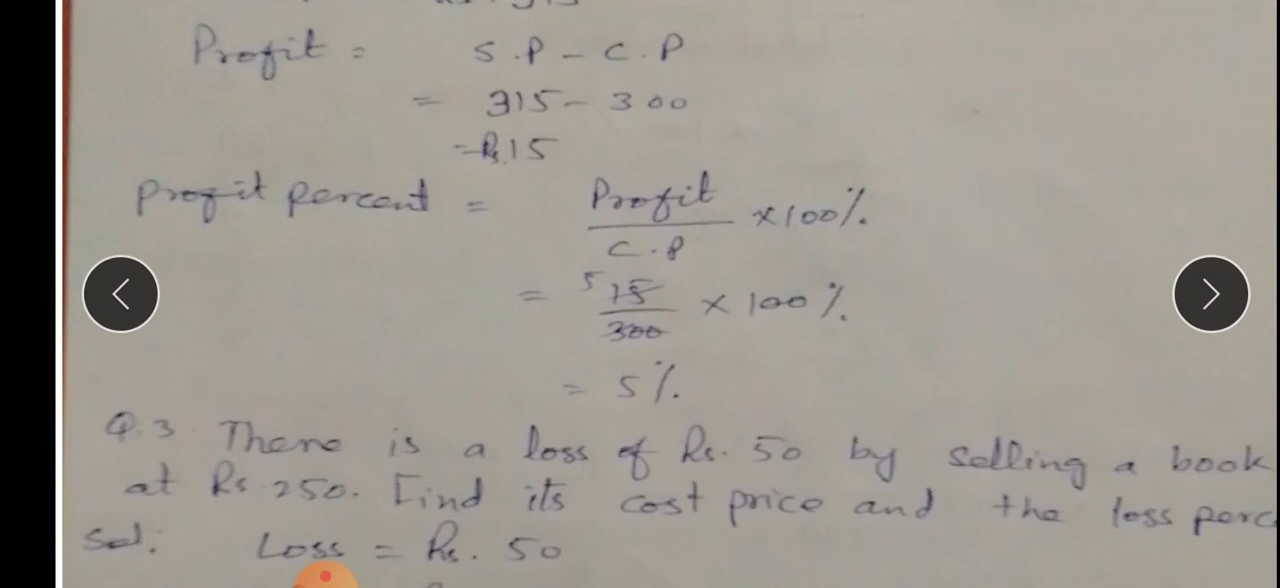 Profit = S.P - C.P
= 315 - 300
= Rs.15
Profit percent = Profit / C.P × 100%
= 5 15 / 300 × 100%
= 5%.
Q.3 There is a loss of Rs. 50 by selling a book
at Rs 250. Find its cost price and the loss perc
Sol: Loss = Rs. 50